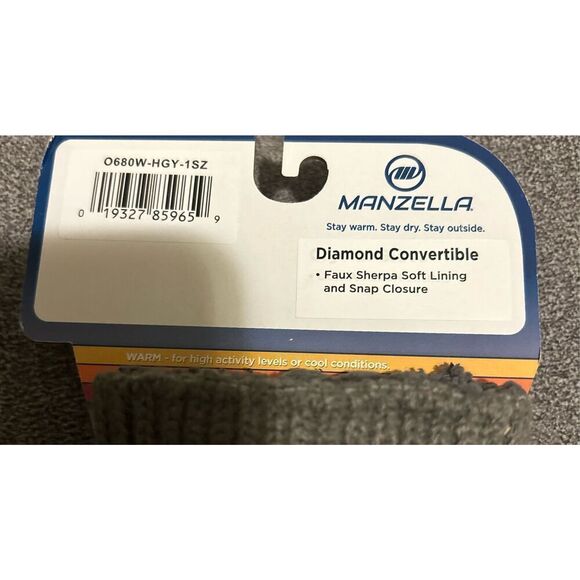 O680W-HGY-1SZ
0 19327 85965 9
MANZELLA
Stay warm. Stay dry. Stay outside.
Diamond Convertible
• Faux Sherpa Soft Lining
and Snap Closure
WARM - for high activity levels or cool conditions.